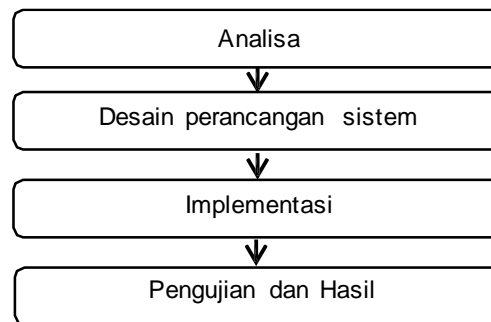 Analisa
Desain perancangan sistem
Implementasi
Pengujian dan Hasil